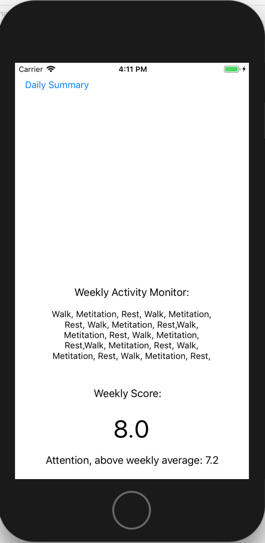 Carrier 4:11 PM
Daily Summary
Weekly Activity Monitor:
Walk, Metitation, Rest, Walk, Metitation,
Rest, Walk, Metitation, Rest,Walk,
Metitation, Rest, Walk, Metitation,
Rest,Walk, Metitation, Rest, Walk,
Metitation, Rest, Walk, Metitation, Rest,
Weekly Score:
8.0
Attention, above weekly average: 7.2